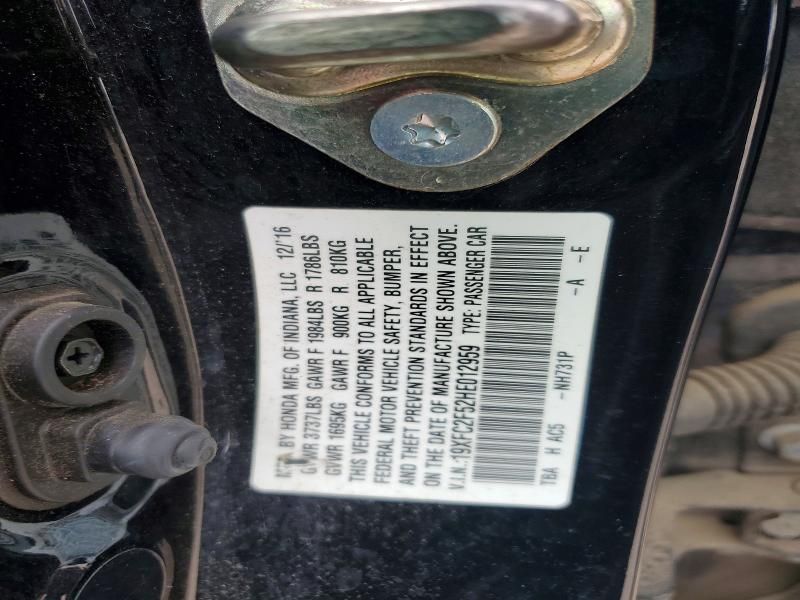 BY HONDA MFG. OF INDIANA, LLC 12/'16
GVWR 3737LBS GAWR F 1984LBS R 1786LBS
GVWR 1695KG GAWR F 900KG R 810KG
THIS VEHICLE CONFORMS TO ALL APPLICABLE
FEDERAL MOTOR VEHICLE SAFETY, BUMPER,
AND THEFT PREVENTION STANDARDS IN EFFECT
ON THE DATE OF MANUFACTURE SHOWN ABOVE.
V.I.N.:19XFC2F52HE012959 TYPE: PASSENGER CAR
TBA H AC5 -NH731P -A -E